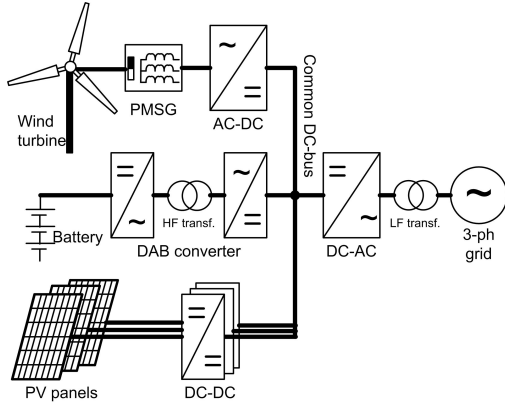 Wind
turbine
PMSG
AC-DC
Common DC-bus
Battery
HF transf.
DAB converter
DC-AC
LF transf.
3-ph
grid
PV panels
DC-DC